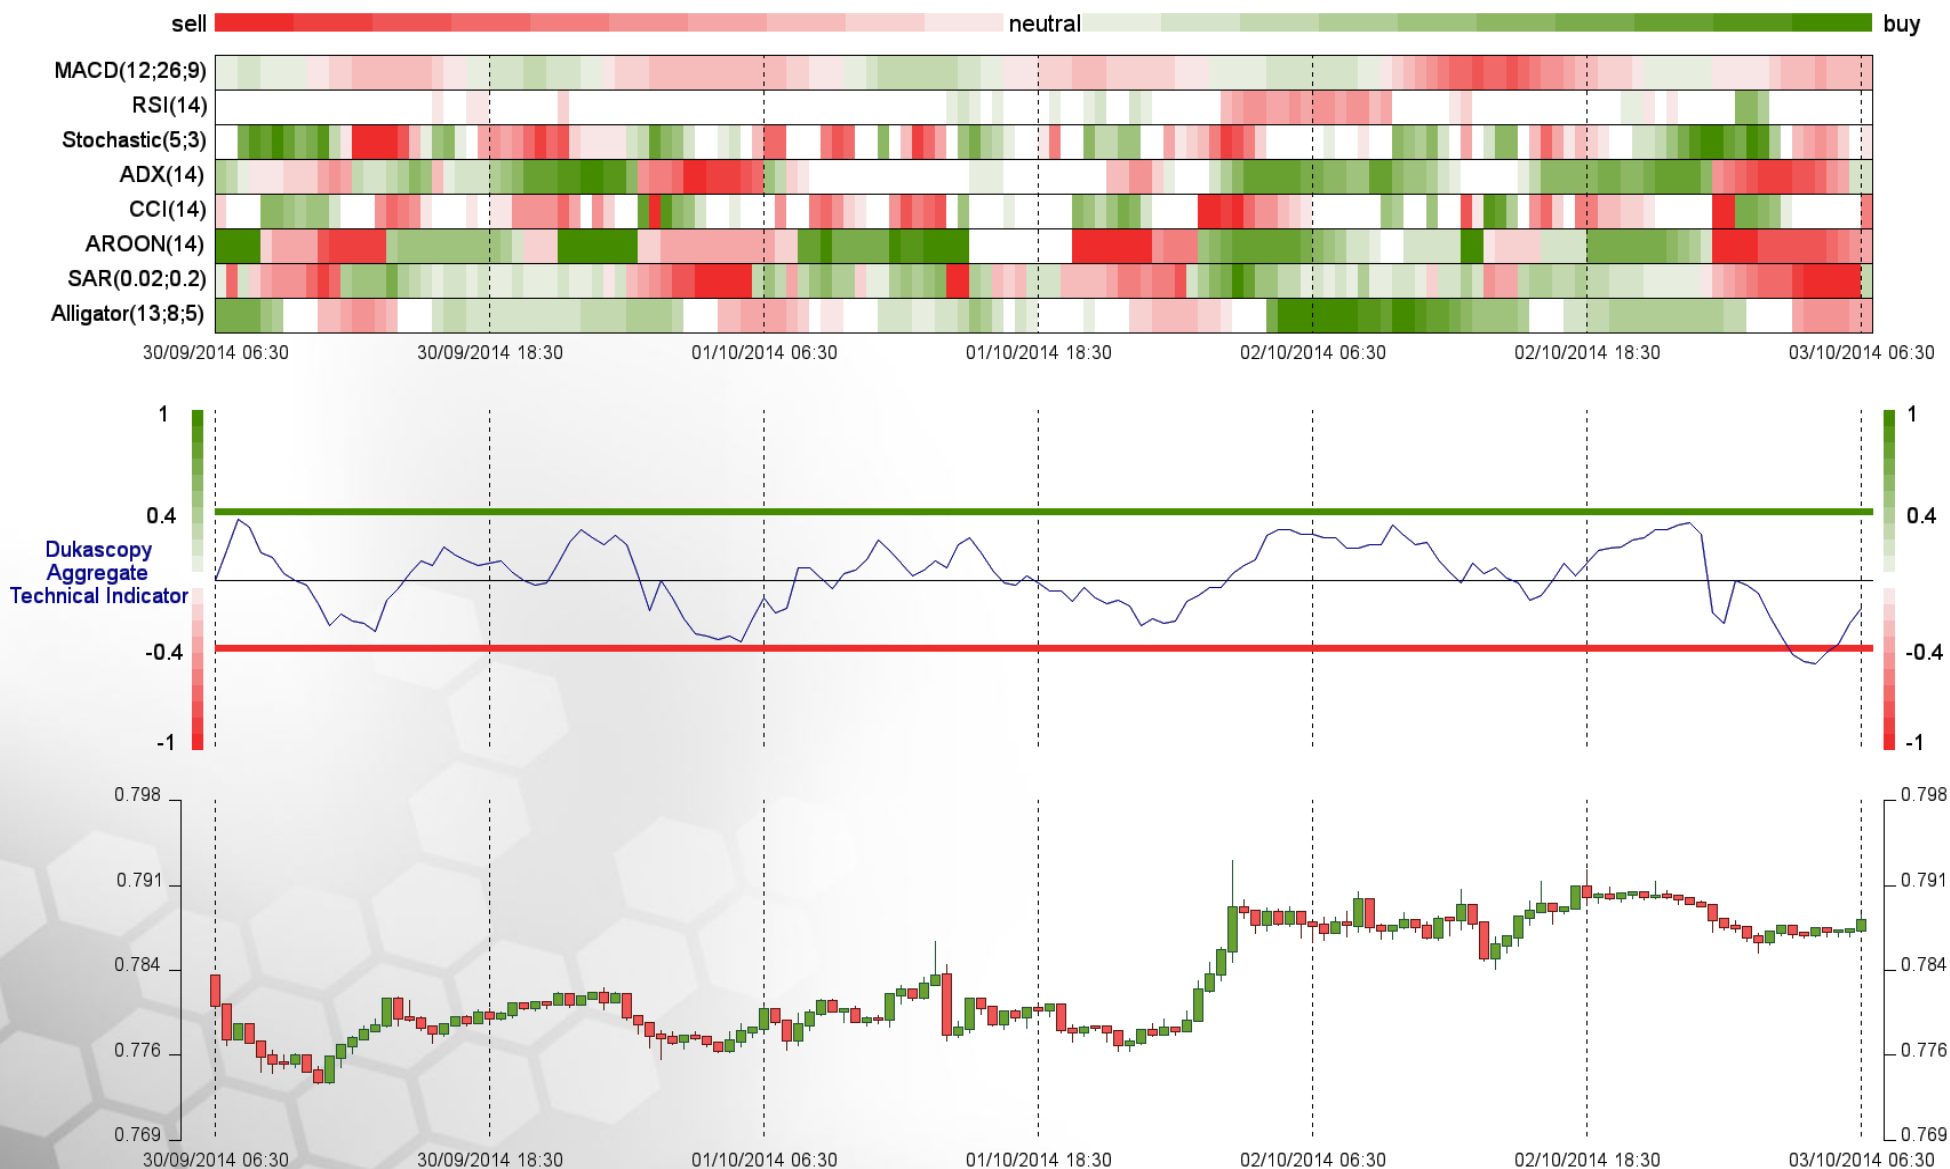 sell neutral buy
MACD(12;26;9)
RSI(14)
Stochastic(5;3)
ADX(14)
CCI(14)
AROON(14)
SAR(0.02;0.2)
Alligator(13;8;5)
30/09/2014 06:30 30/09/2014 18:30 01/10/2014 06:30 01/10/2014 18:30 02/10/2014 06:30 02/10/2014 18:30 03/10/2014 06:30
1 1
0.4 0.4
Dukascopy
Aggregate
Technical Indicator
-0.4 -0.4
-1 -1
0.798 0.798
0.791 0.791
0.784 0.784
0.776 0.776
0.769 0.769
30/09/2014 06:30 30/09/2014 18:30 01/10/2014 06:30 01/10/2014 18:30 02/10/2014 06:30 02/10/2014 18:30 03/10/2014 06:30